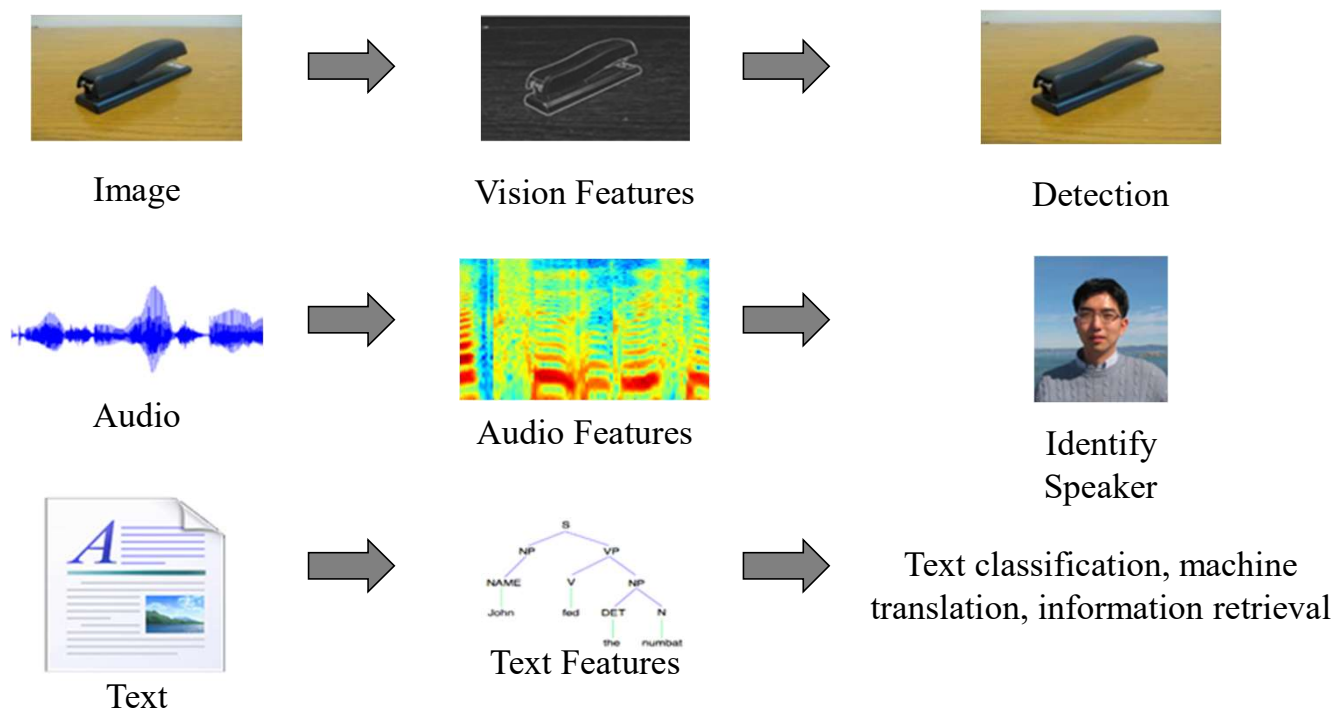 Image
Vision Features
Detection
Audio
Audio Features
Identify
Speaker
A
S
NP VP
NAME V NP
John fed DET N
the numbat
Text
Text Features
Text classification, machine
translation, information retrieval